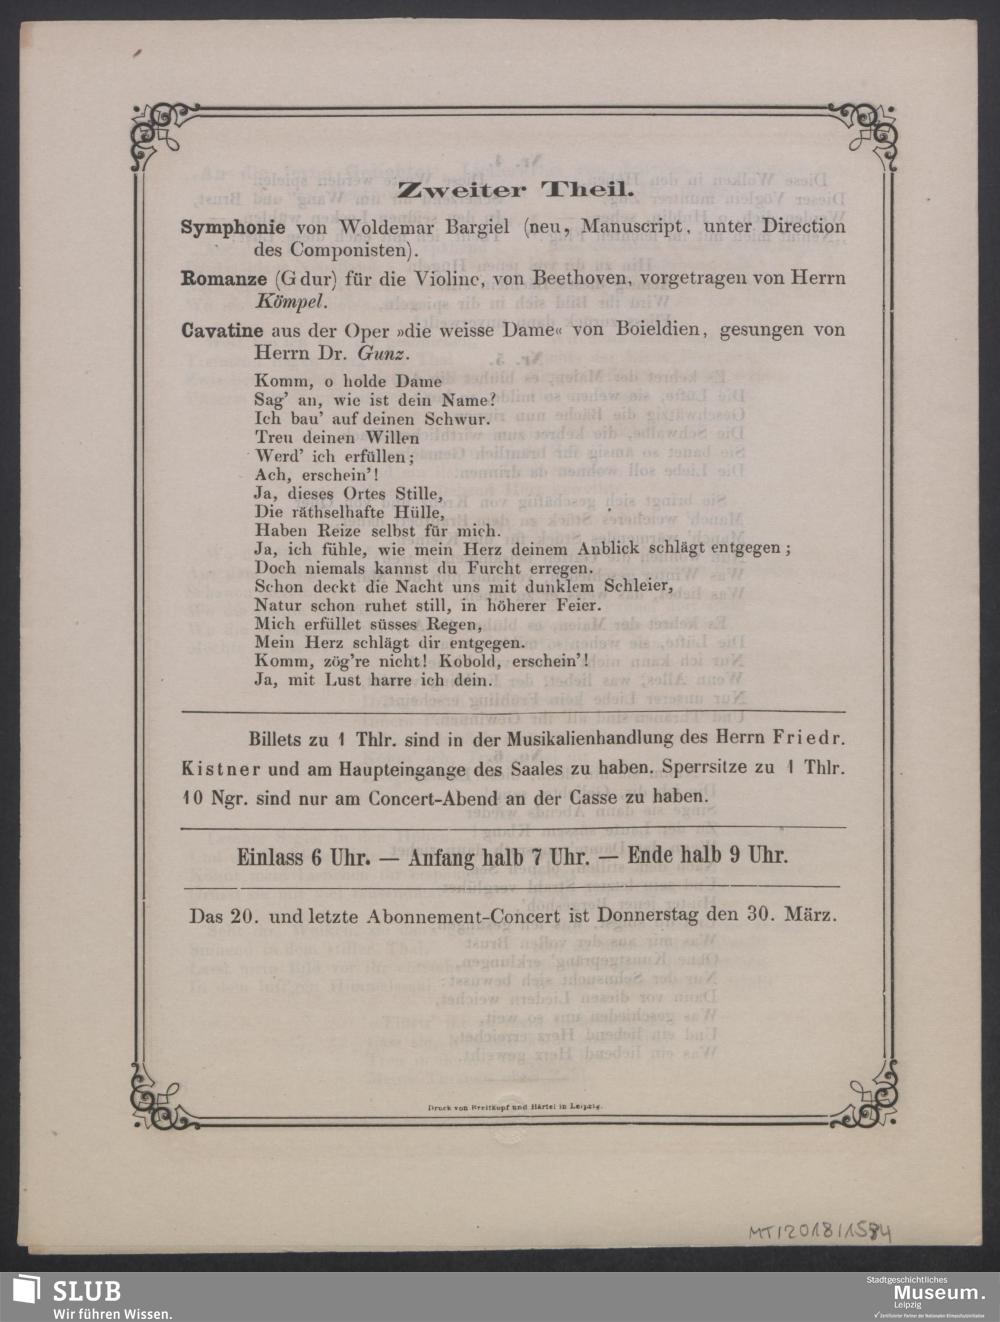 Zweiter Theil.
Symphonie von Woldemar Bargiel (neu, Manuscript, unter Direction
des Componisten).
Romanze (G dur) für die Violine, von Beethoven, vorgetragen von Herrn
Kömpel.
Cavatine aus der Oper »die weisse Dame« von Boieldien, gesungen von
Herrn Dr. Gunz.
Komm, o holde Dame
Sag' an, wie ist dein Name?
Ich bau' auf deinen Schwur.
Treu deinen Willen
Werd' ich erfüllen;
Ach, erschein'!
Ja, dieses Ortes Stille,
Die räthselhafte Hülle,
Haben Reize selbst für mich.
Ja, ich fühle, wie mein Herz deinem Anblick schlägt entgegen;
Doch niemals kannst du Furcht erregen.
Schon deckt die Nacht uns mit dunklem Schleier,
Natur schon ruhet still, in höherer Feier.
Mich erfüllet süsses Regen,
Mein Herz schlägt dir entgegen.
Komm, zög're nicht! Kobold, erschein'!
Ja, mit Lust harre ich dein.
Billets zu 1 Thlr. sind in der Musikalienhandlung des Herrn Friedr.
Kistner und am Haupteingange des Saales zu haben. Sperrsitze zu 1 Thlr.
10 Ngr. sind nur am Concert-Abend an der Casse zu haben.
Einlass 6 Uhr. — Anfang halb 7 Uhr. — Ende halb 9 Uhr.
Das 20. und letzte Abonnement-Concert ist Donnerstag den 30. März.
Druck von Breitkopf und Härtel in Leipzig.
MT/2018/1584
SLUB
Wir führen Wissen.
Stadtgeschichtliches
Museum.
Leipzig